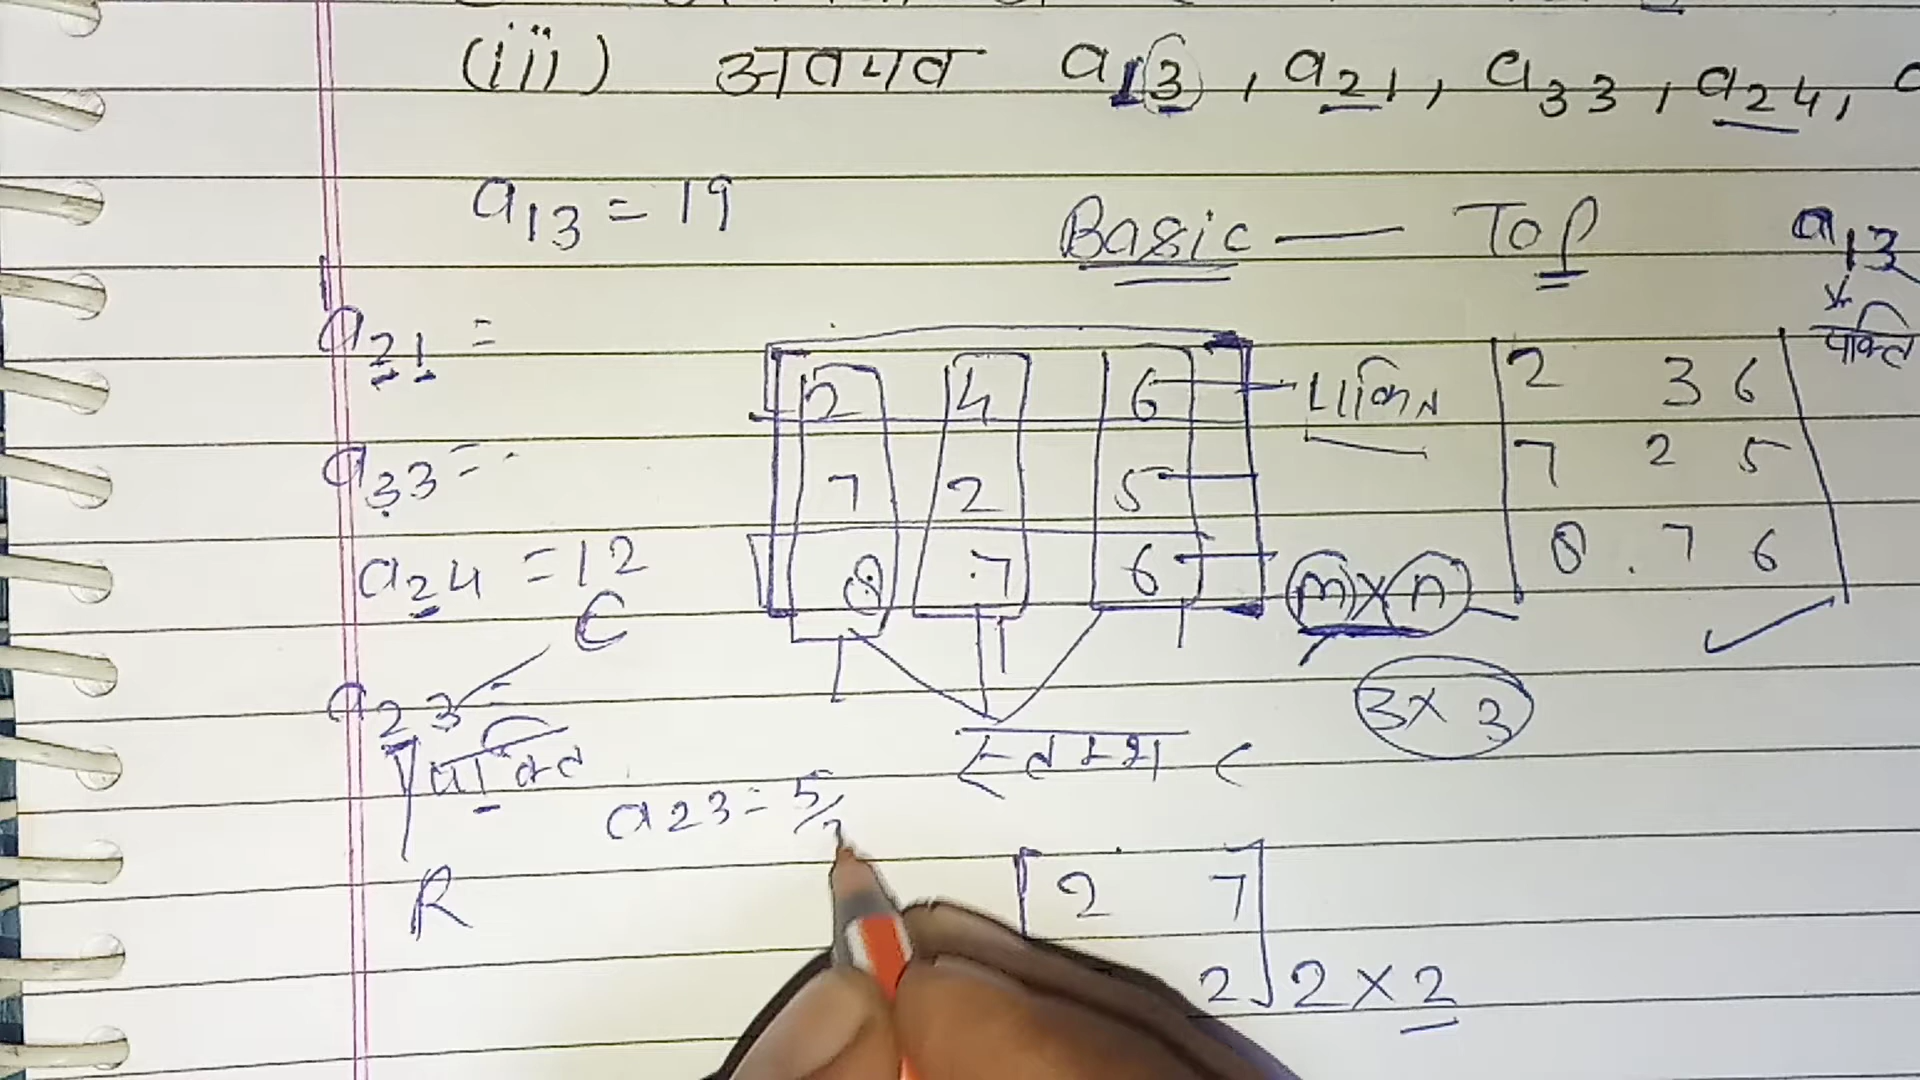 (iii) अवयव a13, a21, a33, a24,
a13 = 19 Basic — Top a13
पंक्ति
a21 =
2 4 6 2 3 6
7 2 5 7 2 5
8 7 6 8 7 6
a33 =
a24 = 12 m×n
C
a23 = 3×3
पंक्ति स्तम्भ
a23 = 5/2
R
2 7
2 2×2